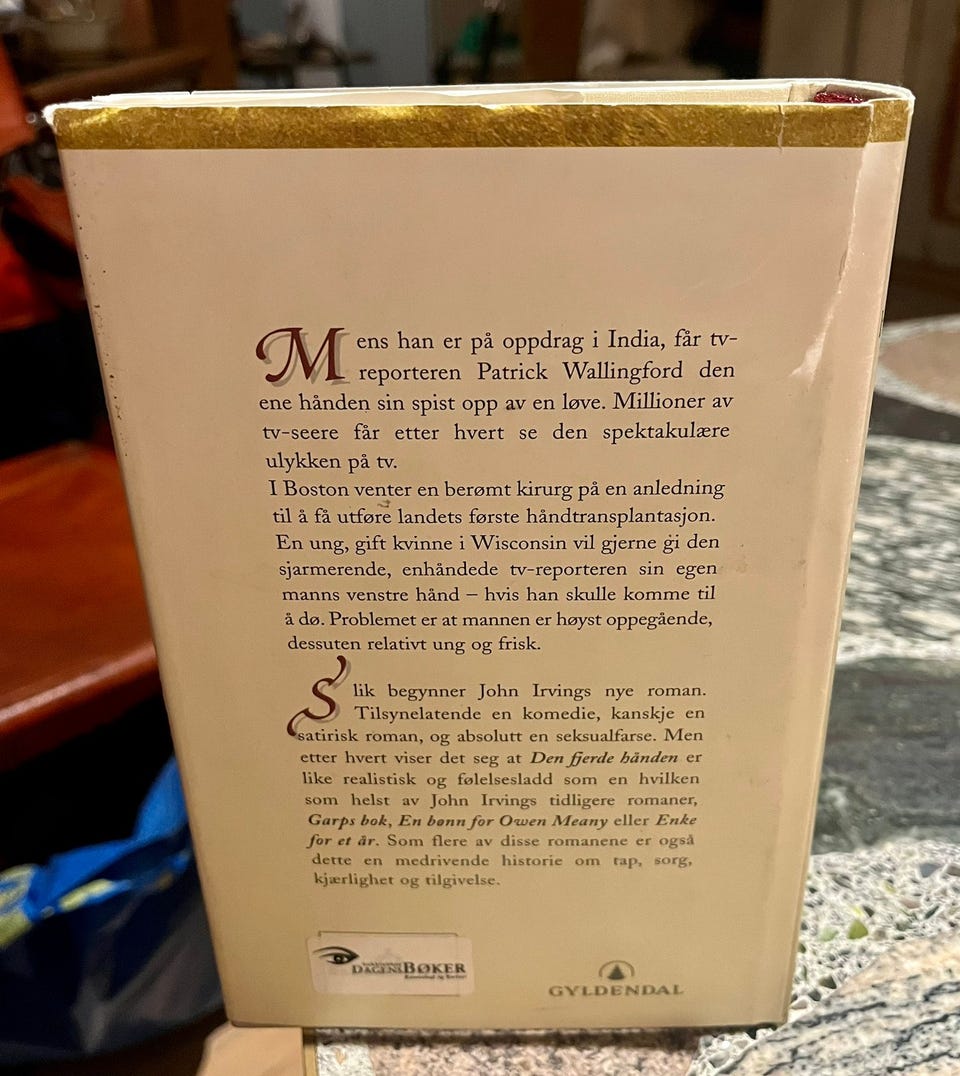 Mens han er på oppdrag i India, får tv-
reporteren Patrick Wallingford den
ene hånden sin spist opp av en løve. Millioner av
tv-seere får etter hvert se den spektakulære
ulykken på tv.
I Boston venter en berømt kirurg på en anledning
til å få utføre landets første håndtransplantasjon.
En ung, gift kvinne i Wisconsin vil gjerne gi den
sjarmerende, enhåndede tv-reporteren sin egen
manns venstre hånd – hvis han skulle komme til
å dø. Problemet er at mannen er høyst oppegående,
dessuten relativt ung og frisk.
Slik begynner John Irvings nye roman.
Tilsynelatende en komedie, kanskje en
satirisk roman, og absolutt en seksualfarse. Men
etter hvert viser det seg at Den fjerde hånden er
like realistisk og følelsesladd som en hvilken
som helst av John Irvings tidligere romaner,
Garps bok, En bønn for Owen Meany eller Enke
for et år. Som flere av disse romanene er også
dette en medrivende historie om tap, sorg,
kjærlighet og tilgivelse.
DAGENS BØKER
GYLDENDAL